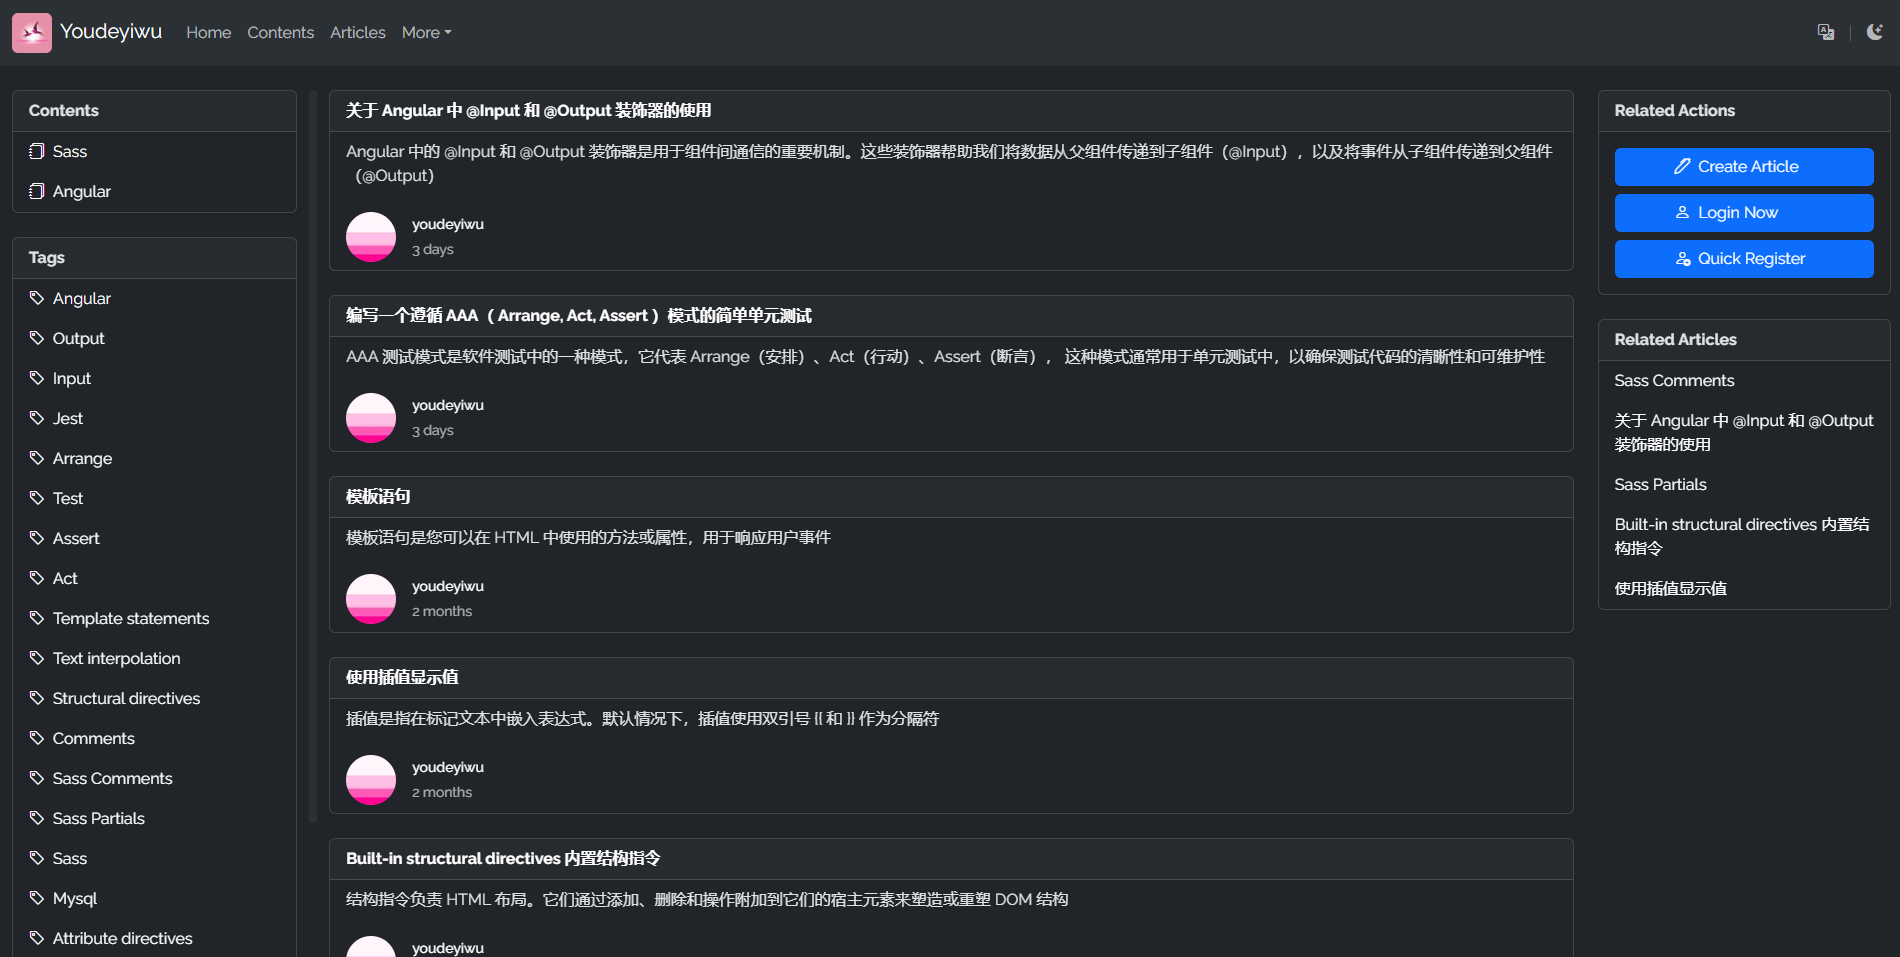 Youdeyiwu
Home
Contents
Articles
More
Contents
Sass
Angular
Tags
Angular
Output
Input
Jest
Arrange
Test
Assert
Act
Template statements
Text interpolation
Structural directives
Comments
Sass Comments
Sass Partials
Sass
Mysql
Attribute directives
关于 Angular 中 @Input 和 @Output 装饰器的使用
Angular 中的 @Input 和 @Output 装饰器是用于组件间通信的重要机制。这些装饰器帮助我们将数据从父组件传递到子组件（@Input），以及将事件从子组件传递到父组件
（@Output）
youdeyiwu
3 days
编写一个遵循 AAA（ Arrange, Act, Assert ）模式的简单单元测试
AAA 测试模式是软件测试中的一种模式，它代表 Arrange（安排）、Act（行动）、Assert（断言）， 这种模式通常用于单元测试中，以确保测试代码的清晰性和可维护性
youdeyiwu
3 days
模板语句
模板语句是您可以在 HTML 中使用的方法或属性，用于响应用户事件
youdeyiwu
2 months
使用插值显示值
插值是指在标记文本中嵌入表达式。默认情况下，插值使用双引号 {{ 和 }} 作为分隔符
youdeyiwu
2 months
Built-in structural directives 内置结构指令
结构指令负责 HTML 布局。它们通过添加、删除和操作附加到它们的宿主元素来塑造或重塑 DOM 结构
youdeyiwu
Related Actions
Create Article
Login Now
Quick Register
Related Articles
Sass Comments
关于 Angular 中 @Input 和 @Output
装饰器的使用
Sass Partials
Built-in structural directives 内置结
构指令
使用插值显示值